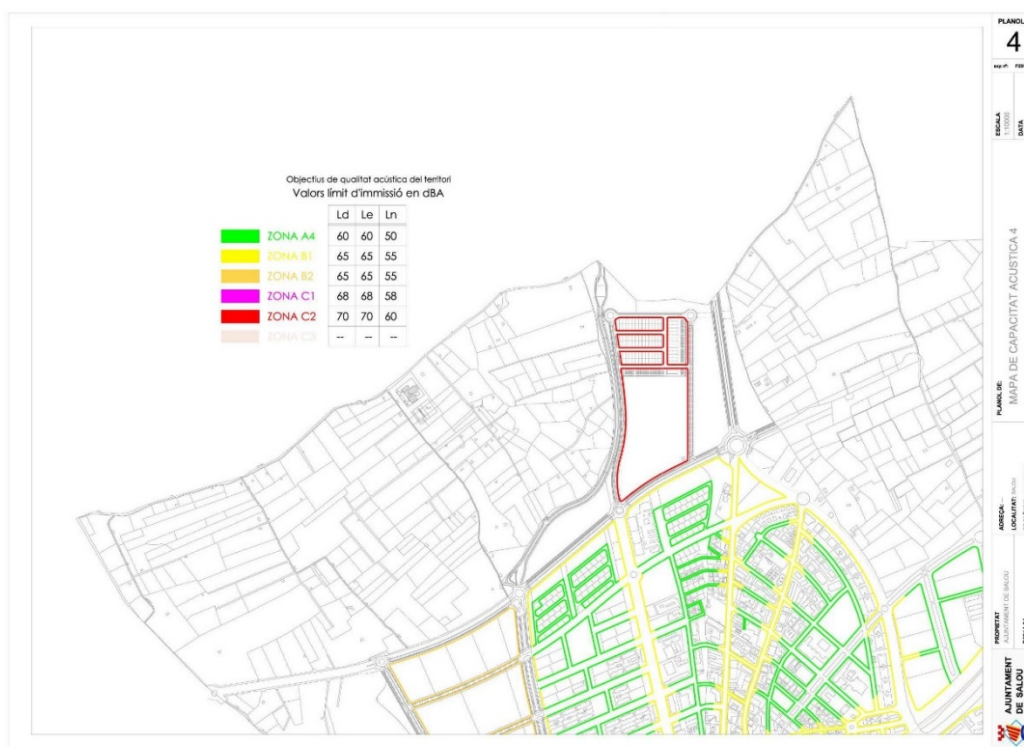 Objectius de qualitat acústica del territori
Valors límit d'immissió en dBA
Ld Le Ln
ZONA A4 60 60 50
ZONA B1 65 65 55
ZONA B2 65 65 55
ZONA C1 68 68 58
ZONA C2 70 70 60
ZONA C3 -- -- --
PLANOL
4
ESCALA
1:10000
DATA
PLANOL DE:
MAPA DE CAPACITAT ACUSTICA 4
ADREÇA: --
LOCALITAT: SALOU
PROPIETAT
AJUNTAMENT DE SALOU
AJUNTAMENT
DE SALOU